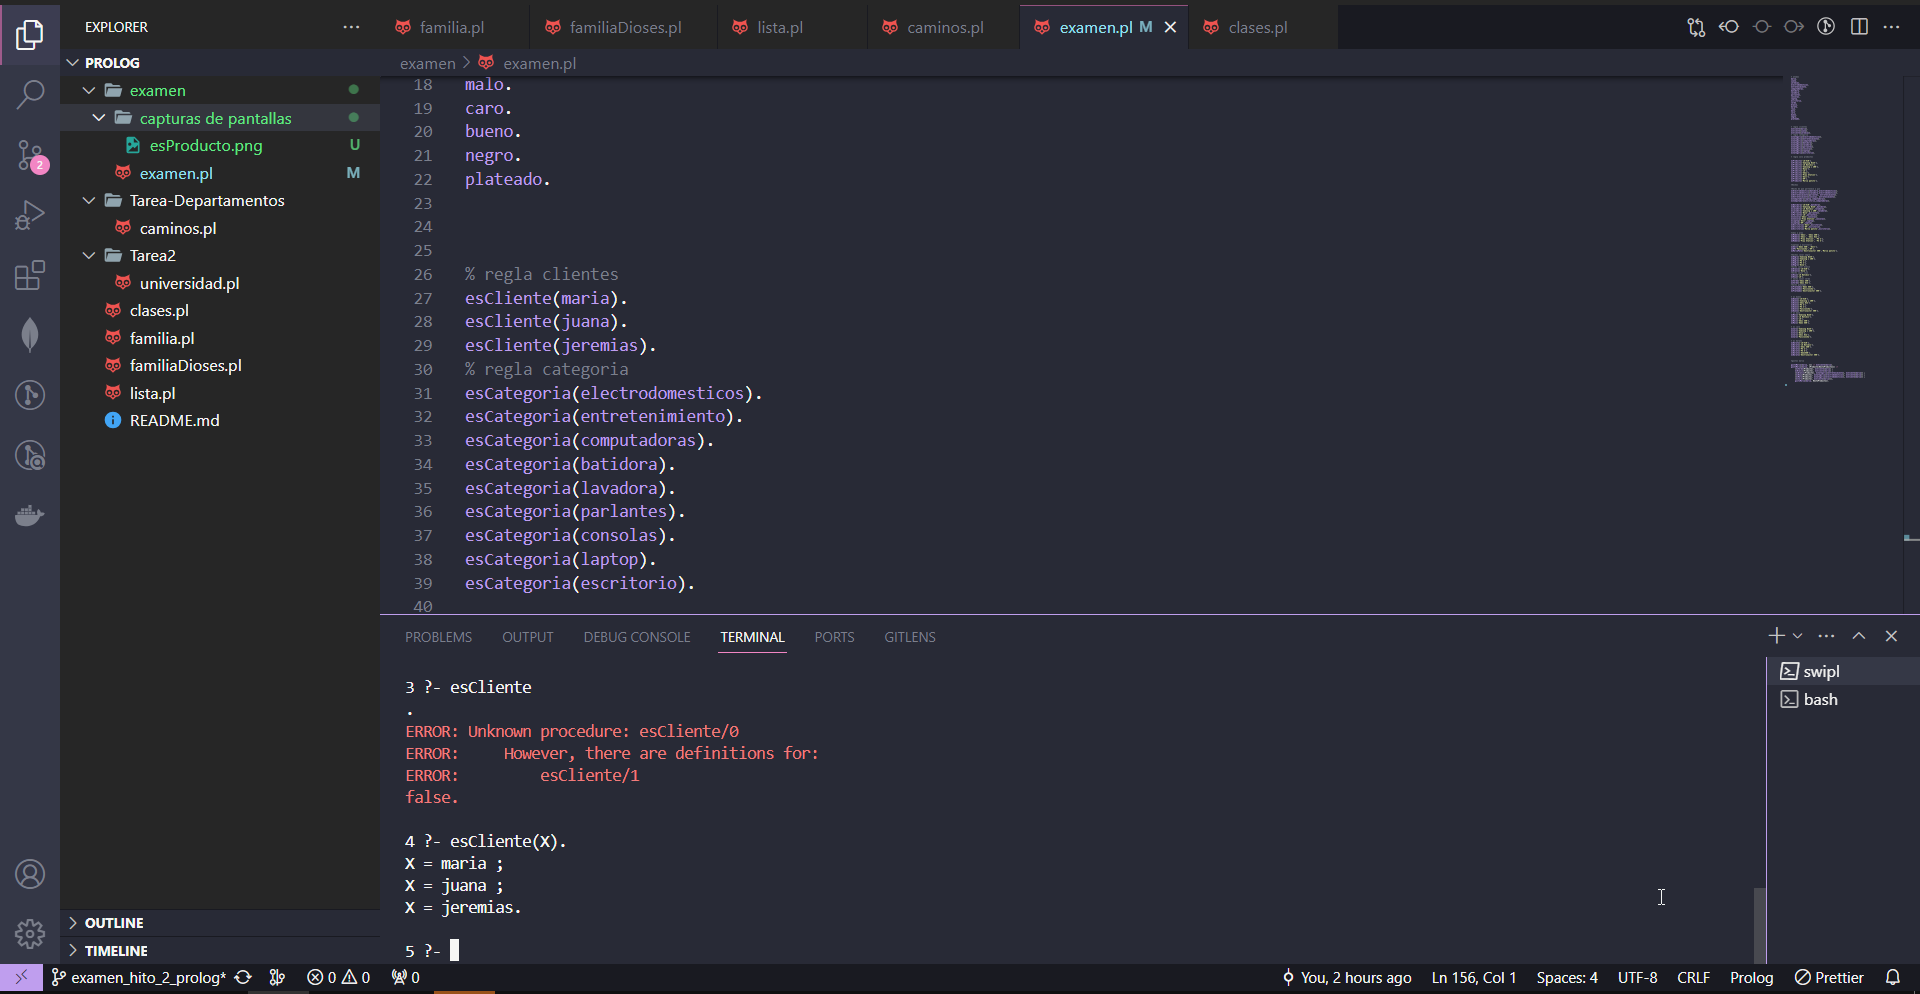 EXPLORER
familia.pl
familiaDioses.pl
lista.pl
caminos.pl
examen.pl M
clases.pl
PROLOG
examen
capturas de pantallas
esProducto.png U
examen.pl M
Tarea-Departamentos
caminos.pl
Tarea2
universidad.pl
clases.pl
familia.pl
familiaDioses.pl
lista.pl
README.md
2
OUTLINE
TIMELINE
examen > examen.pl
18 malo.
19 caro.
20 bueno.
21 negro.
22 plateado.
23
24
25
26 % regla clientes
27 esCliente(maria).
28 esCliente(juana).
29 esCliente(jeremias).
30 % regla categoria
31 esCategoria(electrodomesticos).
32 esCategoria(entretenimiento).
33 esCategoria(computadoras).
34 esCategoria(batidora).
35 esCategoria(lavadora).
36 esCategoria(parlantes).
37 esCategoria(consolas).
38 esCategoria(laptop).
39 esCategoria(escritorio).
40
PROBLEMS OUTPUT DEBUG CONSOLE TERMINAL PORTS GITLENS
3 ?- esCliente
.
ERROR: Unknown procedure: esCliente/0
ERROR: However, there are definitions for:
ERROR: esCliente/1
false.
4 ?- esCliente(X).
X = maria ;
X = juana ;
X = jeremias.
5 ?-
swipl
bash
examen_hito_2_prolog* 0 0 0 You, 2 hours ago Ln 156, Col 1 Spaces: 4 UTF-8 CRLF Prolog Prettier